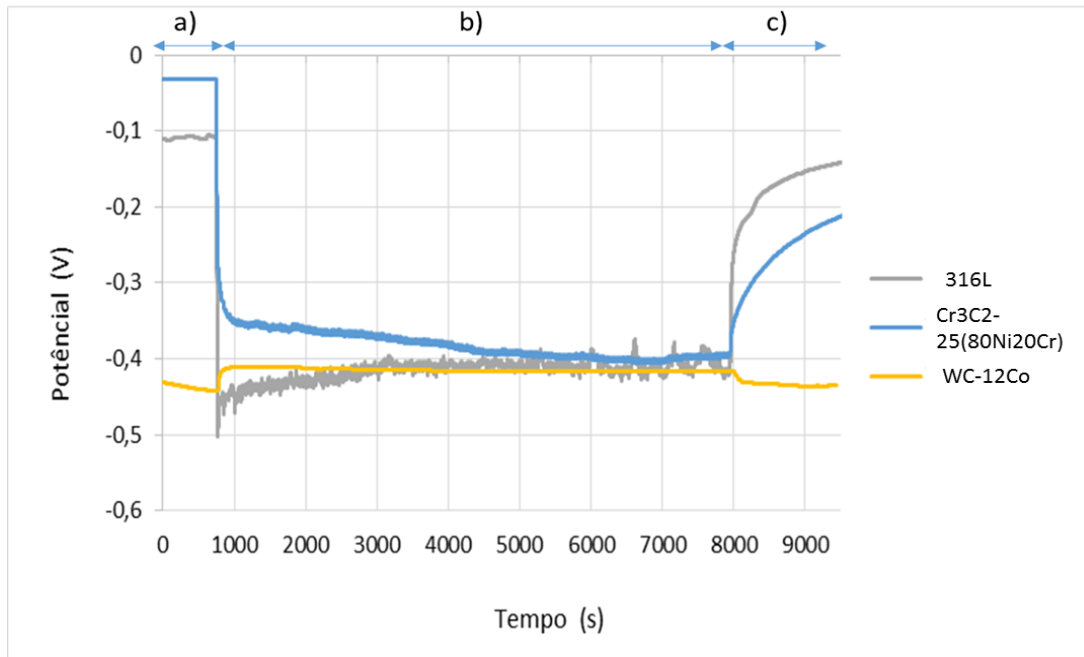 a)
b)
c)
0
-0,1
-0,2
-0,3
-0,4
-0,5
-0,6
Potêncial (V)
0 1000 2000 3000 4000 5000 6000 7000 8000 9000
Tempo (s)
316L
Cr3C2-
25(80Ni20Cr)
WC-12Co